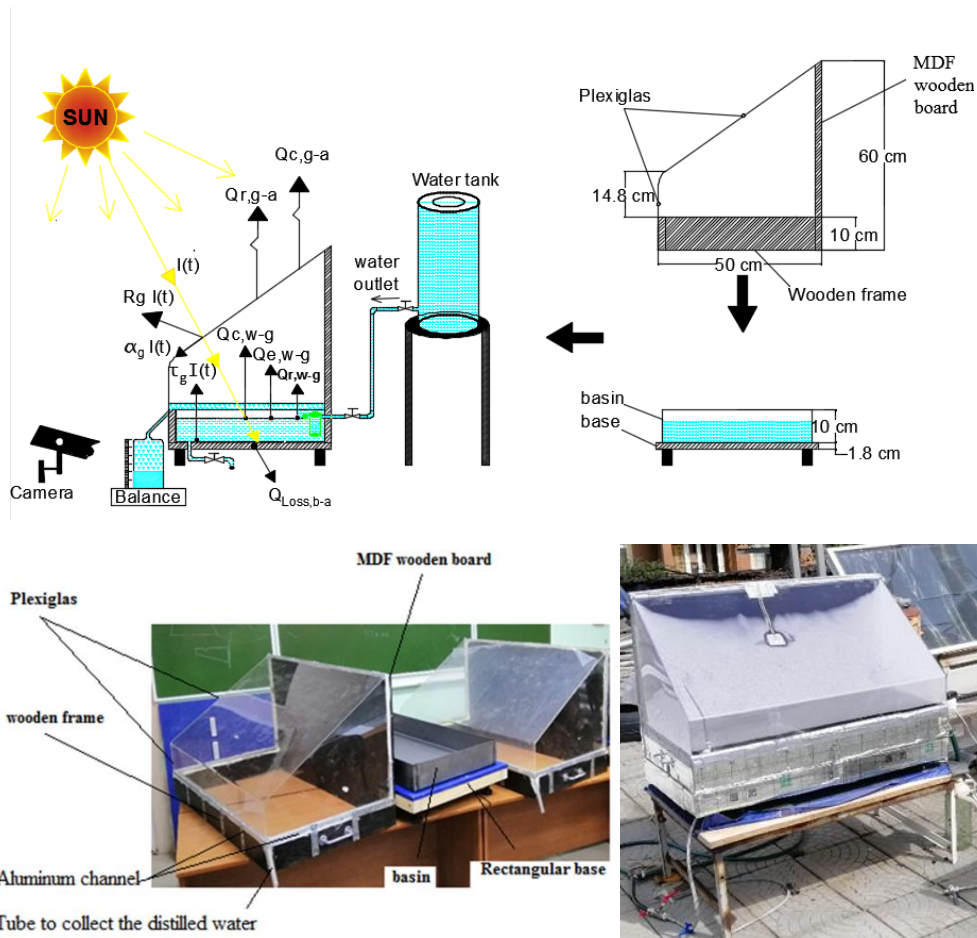 SUN
Qc,g-a
Qr,g-a
I(t)
Rg I(t)
αg I(t)
τg I(t)
Qc,w-g
Qe,w-g
Qr,w-g
Water tank
water
outlet
Camera
Balance
QLoss,b-a
Plexiglas
MDF
wooden
board
14.8 cm
60 cm
10 cm
50 cm
Wooden frame
basin
base
10 cm
1.8 cm
MDF wooden board
Plexiglas
wooden frame
Aluminum channel
basin
Rectangular base
Tube to collect the distilled water